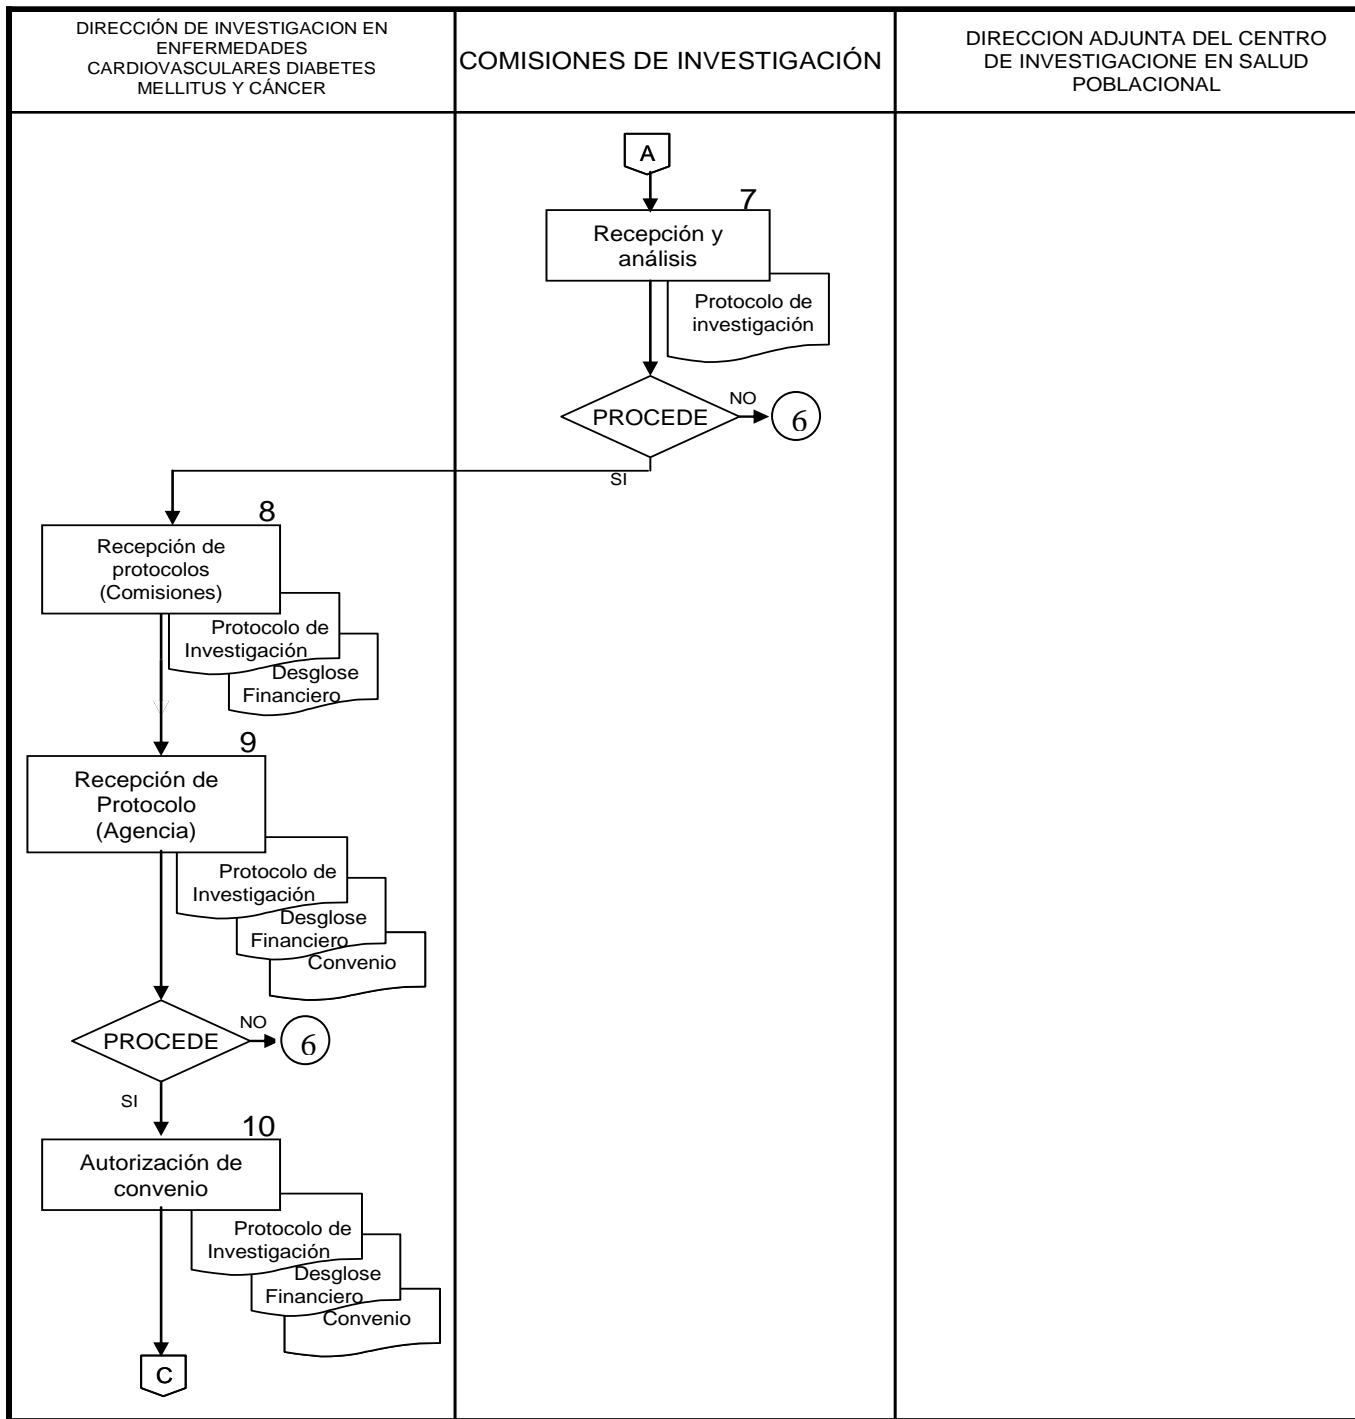 DIRECCIÓN DE INVESTIGACION EN
ENFERMEDADES
CARDIOVASCULARES DIABETES
MELLITUS Y CÁNCER
COMISIONES DE INVESTIGACIÓN
DIRECCION ADJUNTA DEL CENTRO
DE INVESTIGACIONE EN SALUD
POBLACIONAL
A
7
Recepción y
análisis
Protocolo de
investigación
PROCEDE
NO
6
SI
8
Recepción de
protocolos
(Comisiones)
Protocolo de
Investigación
Desglose
Financiero
9
Recepción de
Protocolo
(Agencia)
Protocolo de
Investigación
Desglose
Financiero
Convenio
PROCEDE
NO
6
SI
10
Autorización de
convenio
Protocolo de
Investigación
Desglose
Financiero
Convenio
C